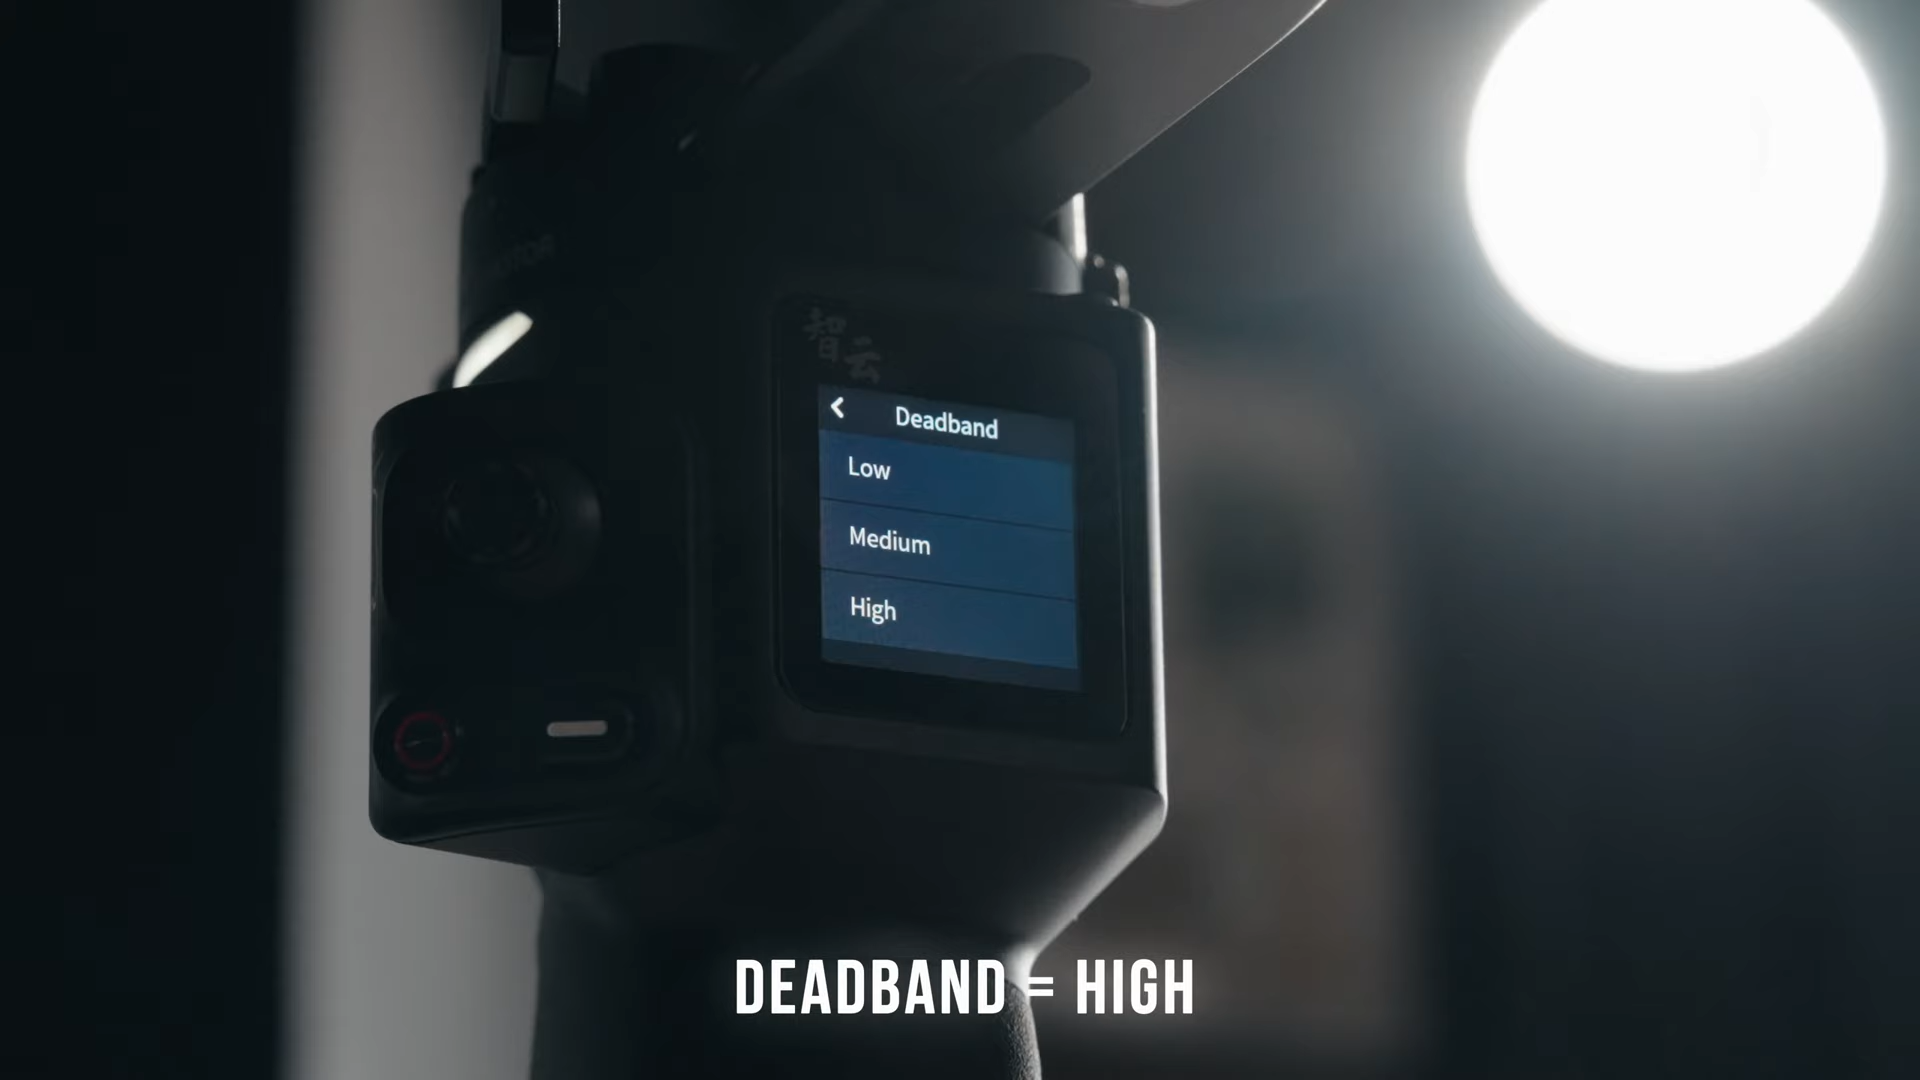 智云
Deadband
Low
Medium
High
DEADBAND = HIGH